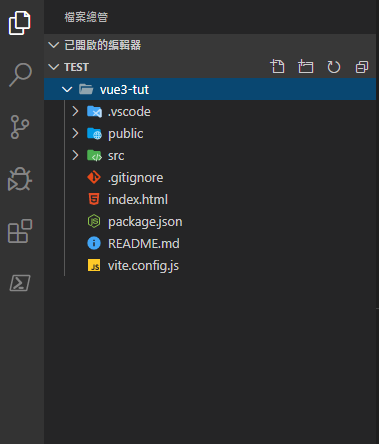 檔案總管
已開啟的編輯器
TEST
vue3-tut
.vscode
public
src
.gitignore
index.html
package.json
README.md
JS vite.config.js